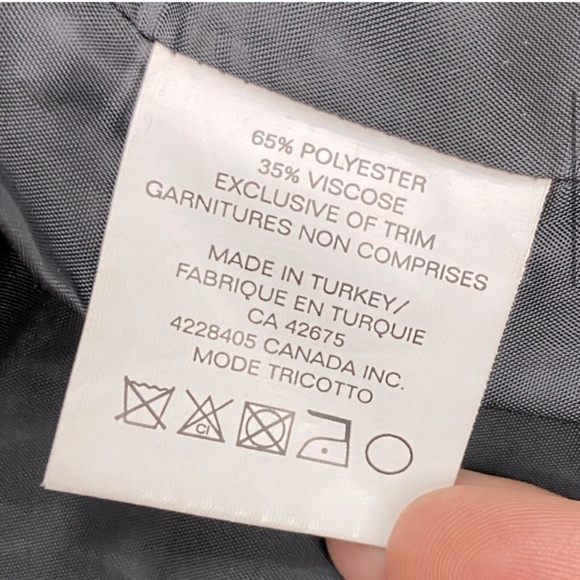 65% POLYESTER
35% VISCOSE
EXCLUSIVE OF TRIM
GARNITURES NON COMPRISES
MADE IN TURKEY/
FABRIQUE EN TURQUIE
CA 42675
4228405 CANADA INC.
MODE TRICOTTO
Cl